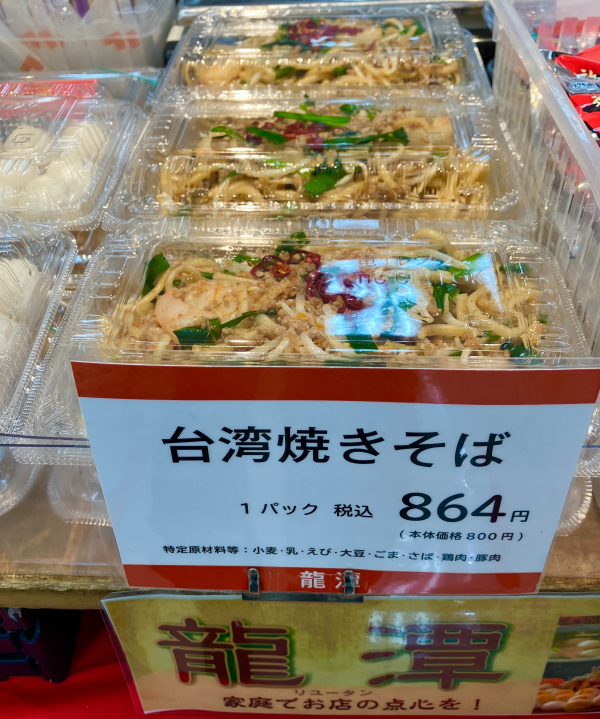 台湾焼きそば
1パック 税込 864円
(本体価格800円)
特定原材料等：小麦・乳・えび・大豆・ごま・さば・鶏肉・豚肉
龍潭
龍潭
リュータン
家庭でお店の点心を！